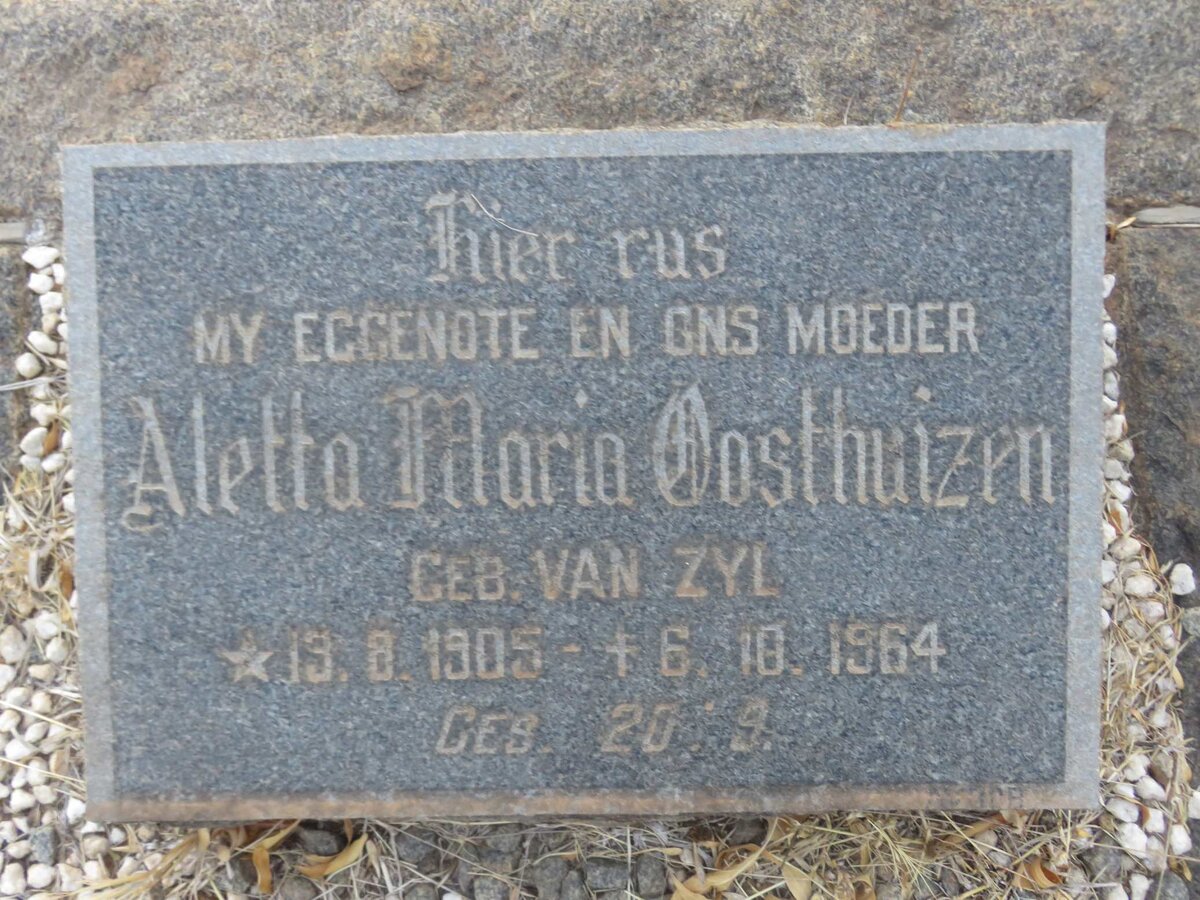 Hier rus
MY EGGENOTE EN ONS MOEDER
Aletta Maria Oosthuizen
GEB. VAN ZYL
★ 19. 8. 1905 - ✝ 6. 10. 1964
GES. 20 : 9.